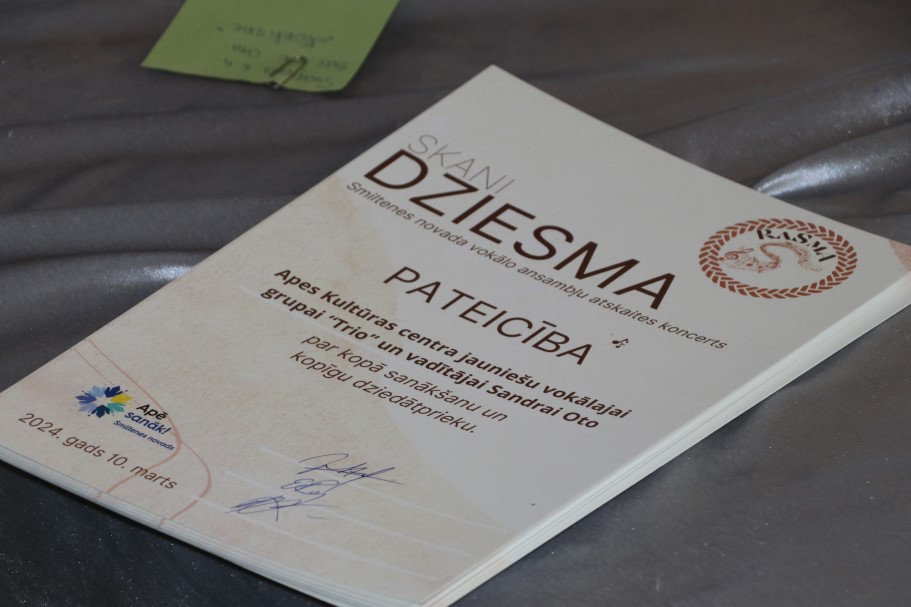 SKANI
DZIESMA
Smiltenes novada vokālo ansambļu atskaites koncerts
RASMA
PATEICĪBA
Apes Kultūras centra jauniešu vokālajai
grupai "Trio" un vadītājai Sandrai Oto
par kopā sanākšanu un
kopīgu dziedātprieku.
Apē
sanāk!
Smiltenes novads
2024. gads 10. marts